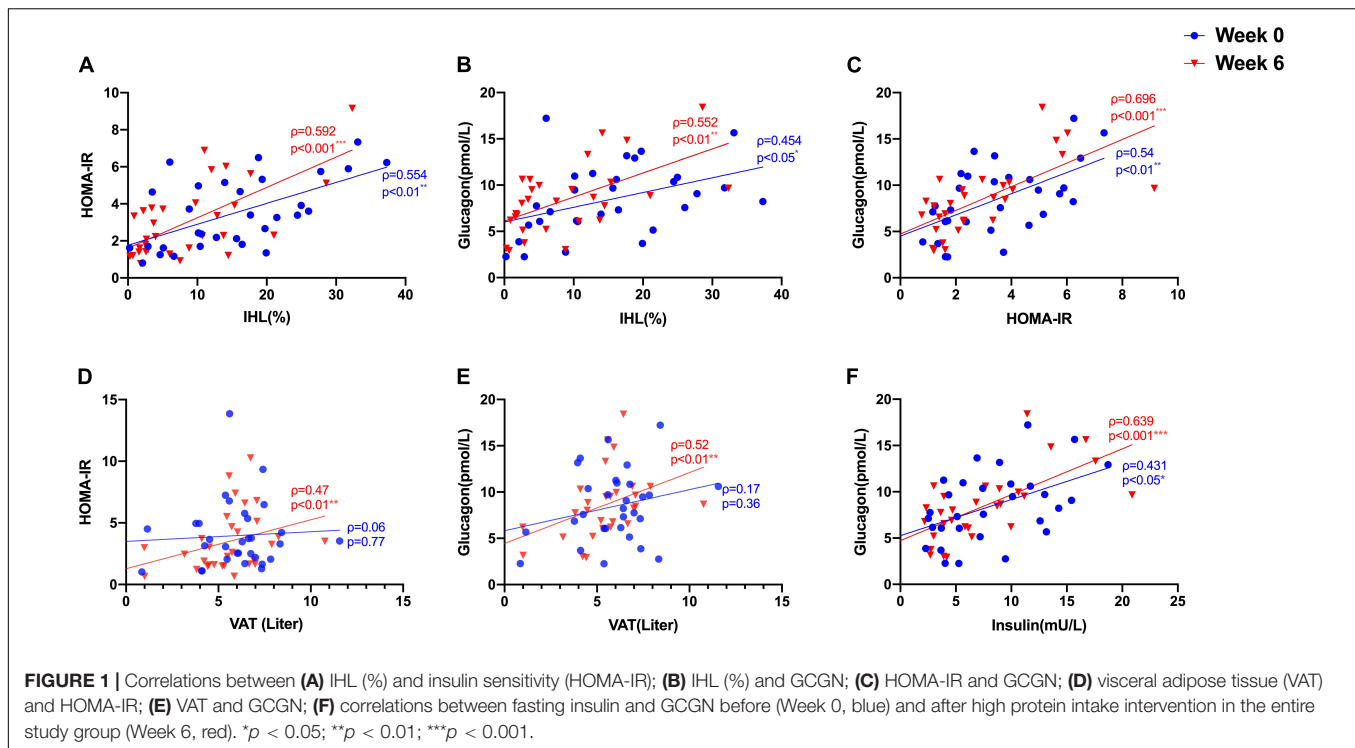 Week 0
Week 6
A
HOMA-IR
10
8
6
4
2
0
0
10
20
30
40
IHL(%)
ρ=0.592
p<0.001***
ρ=0.554
p<0.01**
B
Glucagon(pmol/L)
20
15
10
5
0
0
10
20
30
40
IHL(%)
ρ=0.552
p<0.01**
ρ=0.454
p<0.05*
C
Glucagon(pmol/L)
20
15
10
5
0
0
2
4
6
8
10
HOMA-IR
ρ=0.696
p<0.001***
ρ=0.54
p<0.01**
D
HOMA-IR
15
10
5
0
0
5
10
15
VAT (Liter)
ρ=0.47
p<0.01**
ρ=0.06
p=0.77
E
Glucagon(pmol/L)
20
15
10
5
0
0
5
10
15
VAT(Liter)
ρ=0.52
p<0.01**
ρ=0.17
p=0.36
F
Glucagon(pmol/L)
20
15
10
5
0
0
5
10
15
20
25
Insulin(mU/L)
ρ=0.639
p<0.001***
ρ=0.431
p<0.05*
FIGURE 1 | Correlations between (A) IHL (%) and insulin sensitivity (HOMA-IR); (B) IHL (%) and GCGN; (C) HOMA-IR and GCGN; (D) visceral adipose tissue (VAT)
and HOMA-IR; (E) VAT and GCGN; (F) correlations between fasting insulin and GCGN before (Week 0, blue) and after high protein intake intervention in the entire
study group (Week 6, red). *p < 0.05; **p < 0.01; ***p < 0.001.